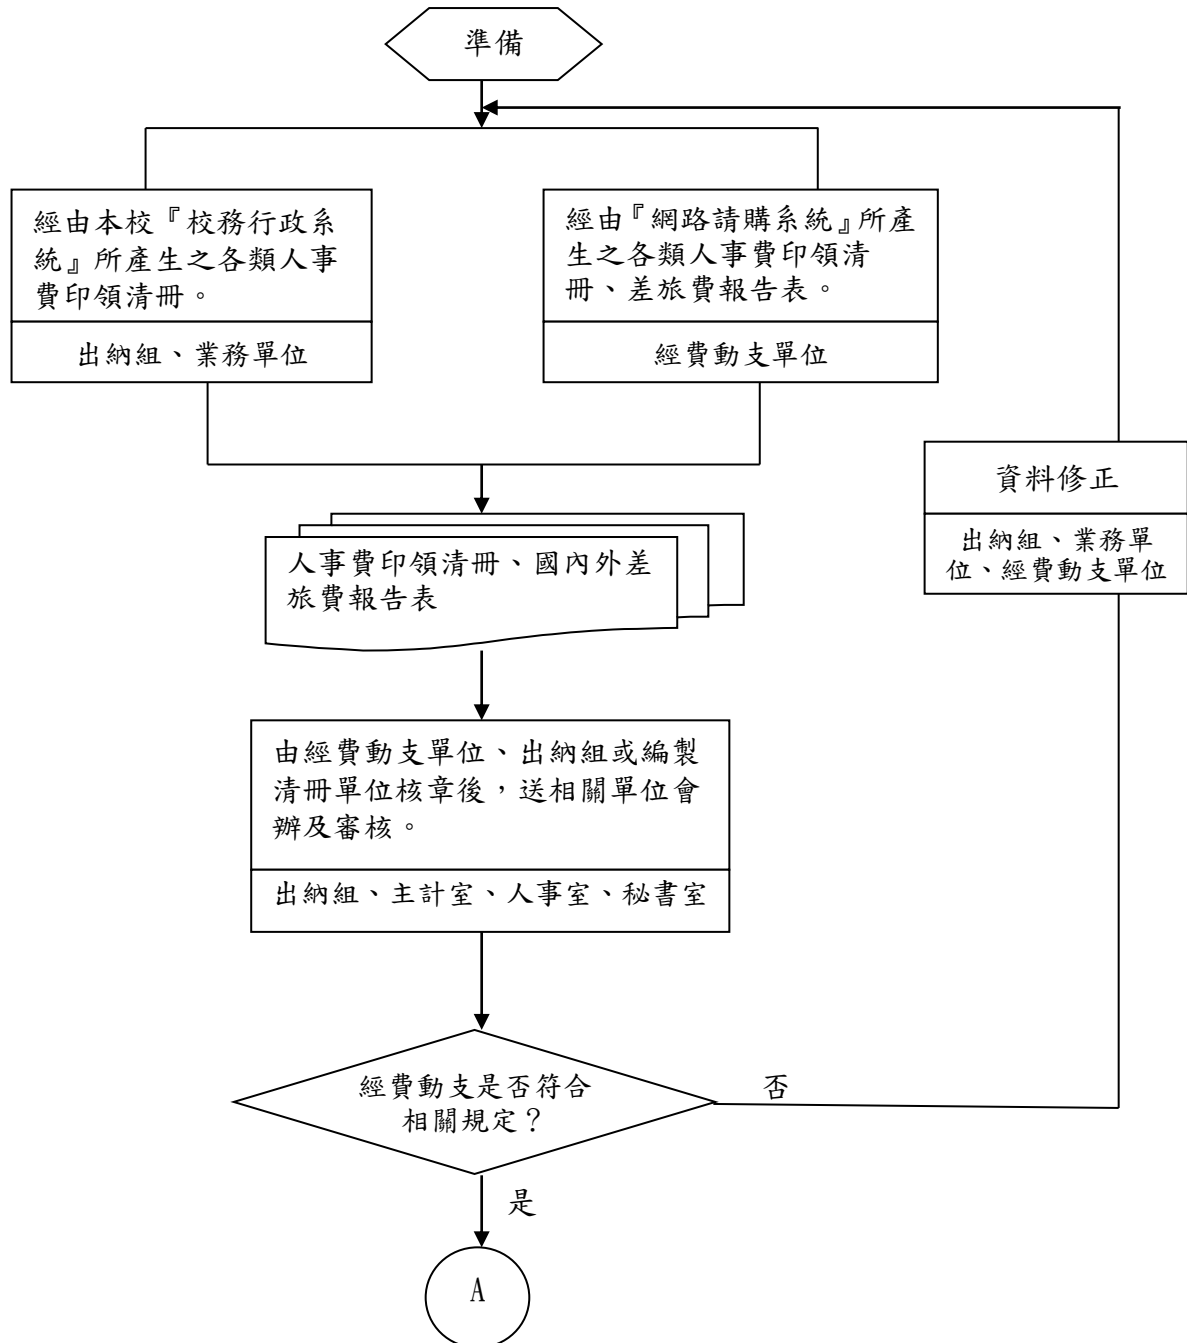 準備
經由本校『校務行政系
統』所產生之各類人事
費印領清冊。
出納組、業務單位
經由『網路請購系統』所產
生之各類人事費印領清
冊、差旅費報告表。
經費動支單位
資料修正
出納組、業務單
位、經費動支單位
人事費印領清冊、國內外差
旅費報告表
由經費動支單位、出納組或編製
清冊單位核章後，送相關單位會
辦及審核。
出納組、主計室、人事室、秘書室
經費動支是否符合
相關規定？
否
是
A